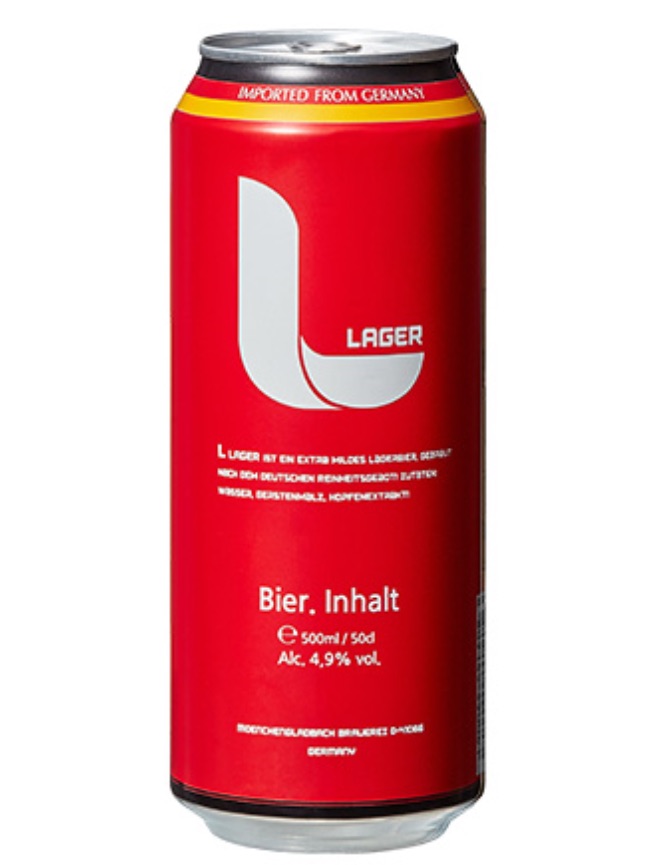 IMPORTED FROM GERMANY
L
LAGER
L LAGER IST EIN EXTRA MILDES LAGERBIER, GEBRAUT
NACH DEM DEUTSCHEN REINHEITSGEBOT! ZUTATEN:
WASSER, GERSTENMALZ, HOPFENEXTRAKT!
Bier. Inhalt
℮ 500ml / 50cl
Alc. 4,9% vol.
MOENCHENGLADBACH BRAUEREI
GERMANY